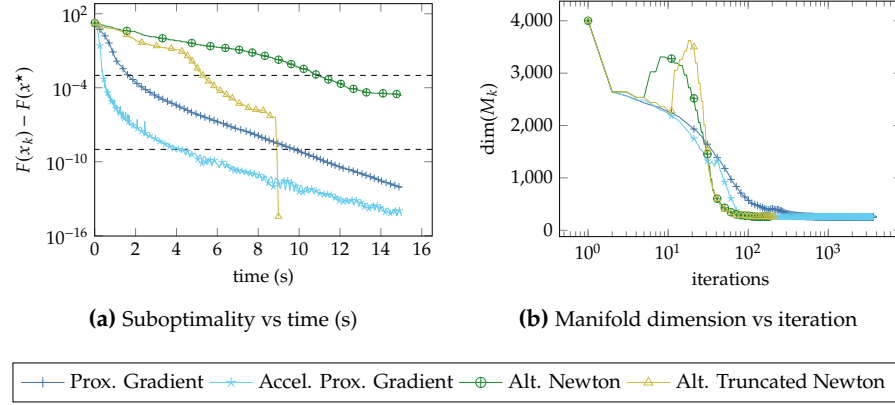 10^2
10^−4
10^−10
10^−16
F(x_k) − F(x^⋆)
0 2 4 6 8 10 12 14 16
time (s)
(a) Suboptimality vs time (s)
4,000
3,000
2,000
1,000
0
dim(M_k)
10^0 10^1 10^2 10^3
iterations
(b) Manifold dimension vs iteration
Prox. Gradient Accel. Prox. Gradient Alt. Newton Alt. Truncated Newton